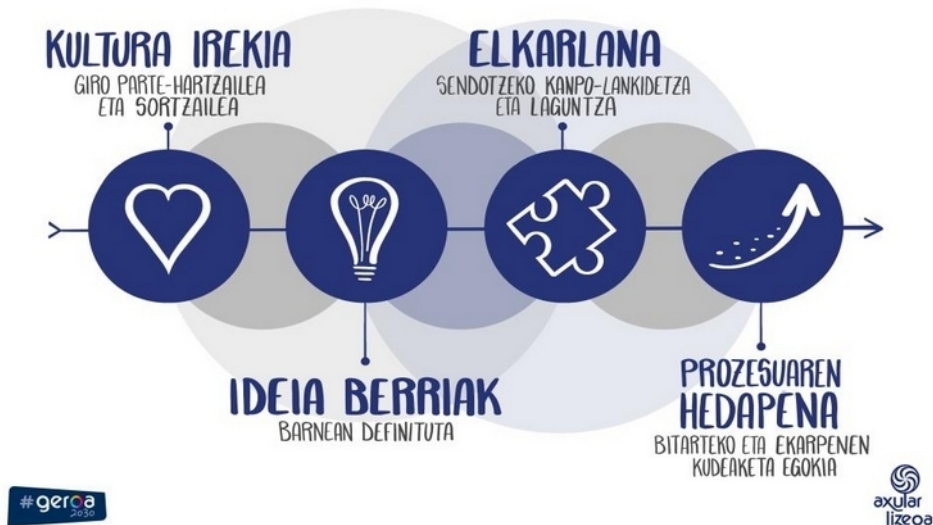 KULTURA IREKIA
GIRO PARTE-HARTZAILEA
ETA SORTZAILEA
ELKARLANA
SENDOTZEKO KANPO-LANKIDETZA
ETA LAGUNTZA
IDEIA BERRIAK
BARNEAN DEFINITUTA
PROZESUAREN
HEDAPENA
BITARTEKO ETA EKARPENEN
KUDEAKETA EGOKIA
#geroa
2030
axular
lizeoa